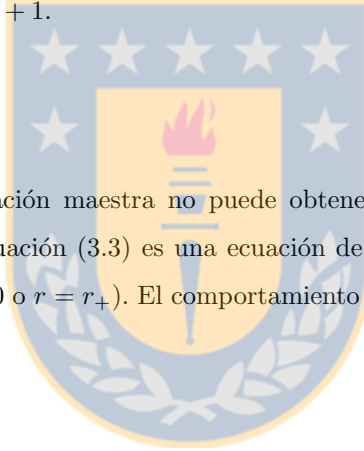 + 1.
ación maestra no puede obtene
uación (3.3) es una ecuación de
0 o r = r₊). El comportamiento